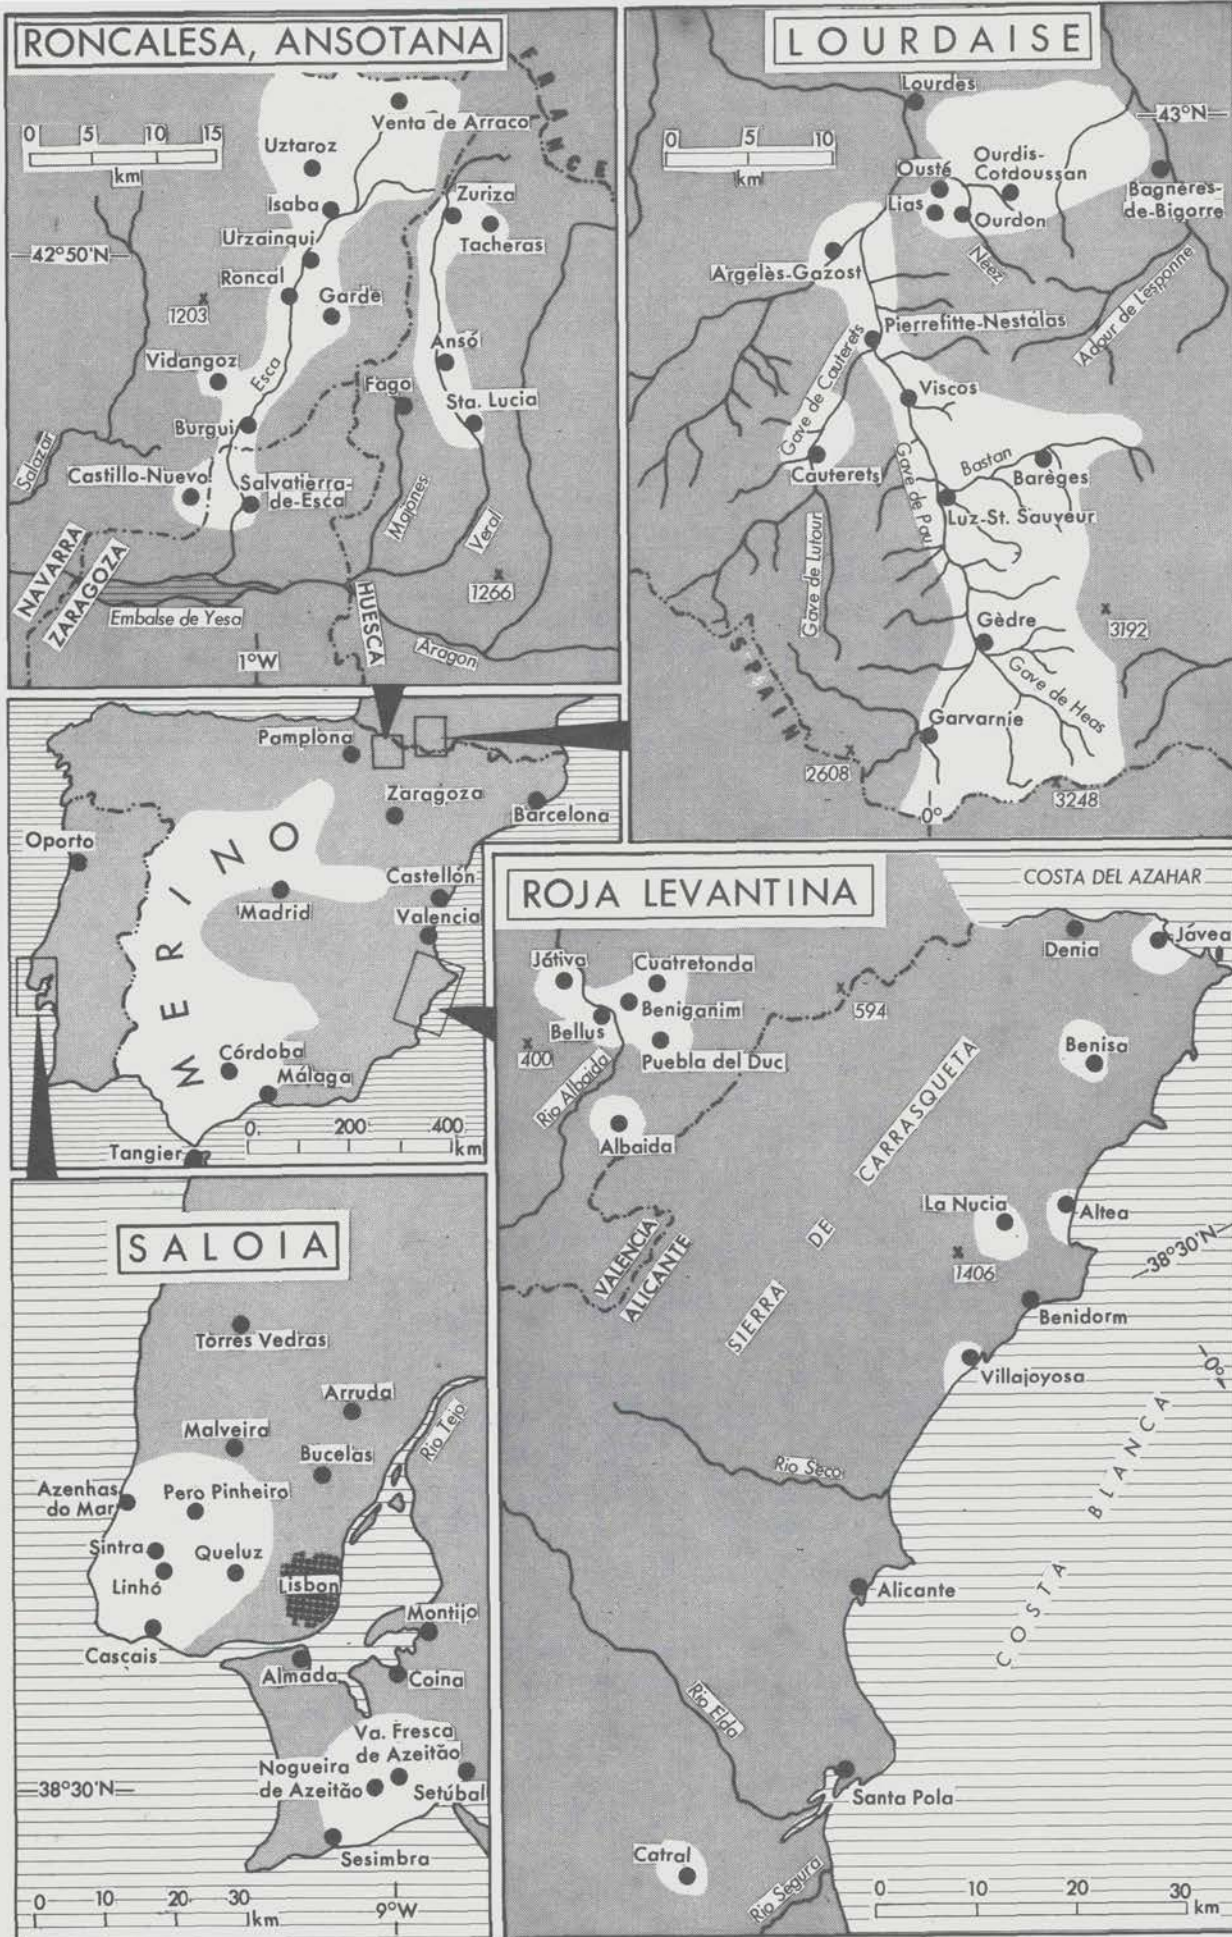 RONCALESA, ANSOTANA
FRANCE
0 5 10 15
km
Venta de Arraco
Uztaroz
Isaba
Zuriza
Tacheras
Urzainqui
42°50'N
Roncal
Garde
1203
Vidangoz
Esca
Ansó
Fago
Sta. Lucia
Burgui
Salazar
Castillo-Nuevo
Salvatierra-
de-Esca
Majones
Veral
NAVARRA
ZARAGOZA
HUESCA
1266
Embalse de Yesa
1°W
Aragon
LOURDAISE
Lourdes
43°N
0 5 10
km
Ousté
Ourdis-
Cotdoussan
Lias
Ourdon
Bagnères-
de-Bigorre
Argelès-Gazost
Neez
Adour de Lesponne
Pierrefitte-Nestalas
Gave de Cauterets
Viscos
Cauterets
Gave de Pau
Bastan
Barèges
Luz-St. Sauveur
Gave de Lutour
Gèdre
3192
SPAIN
Gave de Heas
Garvarnie
2608
3248
0°
Pamplona
Zaragoza
Barcelona
Oporto
MERINO
Madrid
Castellón
Valencia
Córdoba
Málaga
0 200 400
km
Tangier
ROJA LEVANTINA
COSTA DEL AZAHAR
Denia
Jávea
Játiva
Cuatretonda
Beniganim
Bellus
594
400
Puebla del Duc
Benisa
Rio Albaida
Albaida
SIERRA DE CARRASQUETA
La Nucia
Altea
VALENCIA
ALICANTE
1406
38°30'N
Benidorm
0°
Villajoyosa
Rio Seco
COSTA BLANCA
Alicante
Rio Elda
Santa Pola
Catral
Rio Segura
0 10 20 30
km
SALOIA
Torres Vedras
Arruda
Rio Tejo
Malveira
Bucelas
Azenhas
do Mar
Pero Pinheiro
Sintra
Queluz
Linhó
Lisbon
Montijo
Cascais
Almada
Coina
Va. Fresca
de Azeitão
Nogueira
de Azeitão
Setúbal
38°30'N
Sesimbra
0 10 20 30
km
9°W